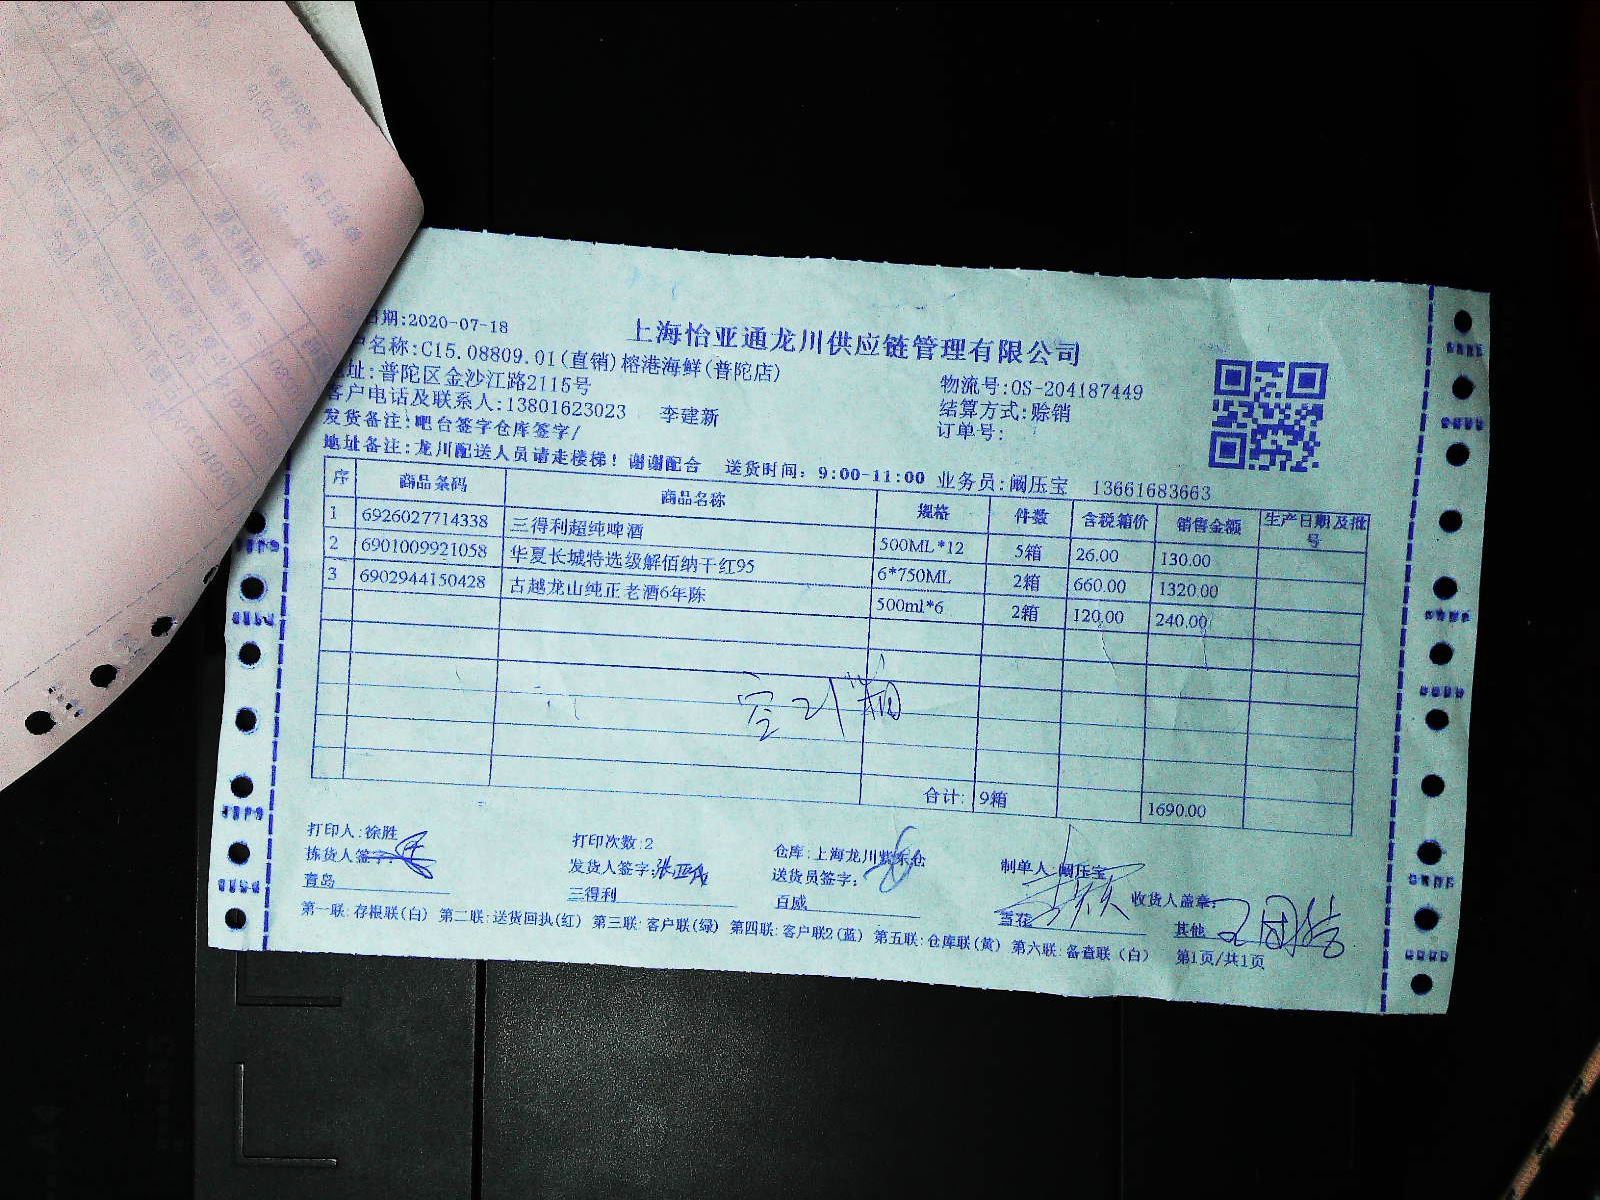 上海怡亚通龙川供应链管理有限公司
日期:2020-07-18
户名称:C15.08809.01(直销)榕港海鲜(普陀店)
址:普陀区金沙江路2115号
客户电话及联系人:13801623023 李建新
发货备注:吧台签字仓库签字/
地址备注:龙川配送人员请走楼梯！谢谢配合 送货时间：9:00-11:00 业务员:阚压宝 13661683663
物流号:OS-204187449
结算方式:赊销
订单号:
序 商品条码 商品名称 规格 件数 含税箱价 销售金额 生产日期及批号
1 6926027714338 三得利超纯啤酒 500ML*12 5箱 26.00 130.00
2 6901009921058 华夏长城特选级解佰纳干红95 6*750ML 2箱 660.00 1320.00
3 6902944150428 古越龙山纯正老酒6年陈 500ml*6 2箱 120.00 240.00
空21箱
合计: 9箱 1690.00
打印人:徐胜 打印次数:2 仓库:上海龙川 制单人:阚压宝
拣货人签字: 发货人签字: 送货员签字: 收货人盖章:
青岛 三得利 百威 雪花 其他
第一联:存根联(白) 第二联:送货回执(红) 第三联:客户联(绿) 第四联:客户联2(蓝) 第五联:仓库联(黄) 第六联:备查联(白) 第1页/共1页